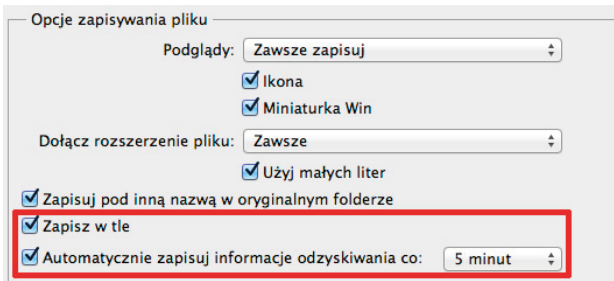 Opcje zapisywania pliku
Podglądy: Zawsze zapisuj
Ikona
Miniaturka Win
Dołącz rozszerzenie pliku: Zawsze
Użyj małych liter
Zapisuj pod inną nazwą w oryginalnym folderze
Zapisz w tle
Automatycznie zapisuj informacje odzyskiwania co: 5 minut